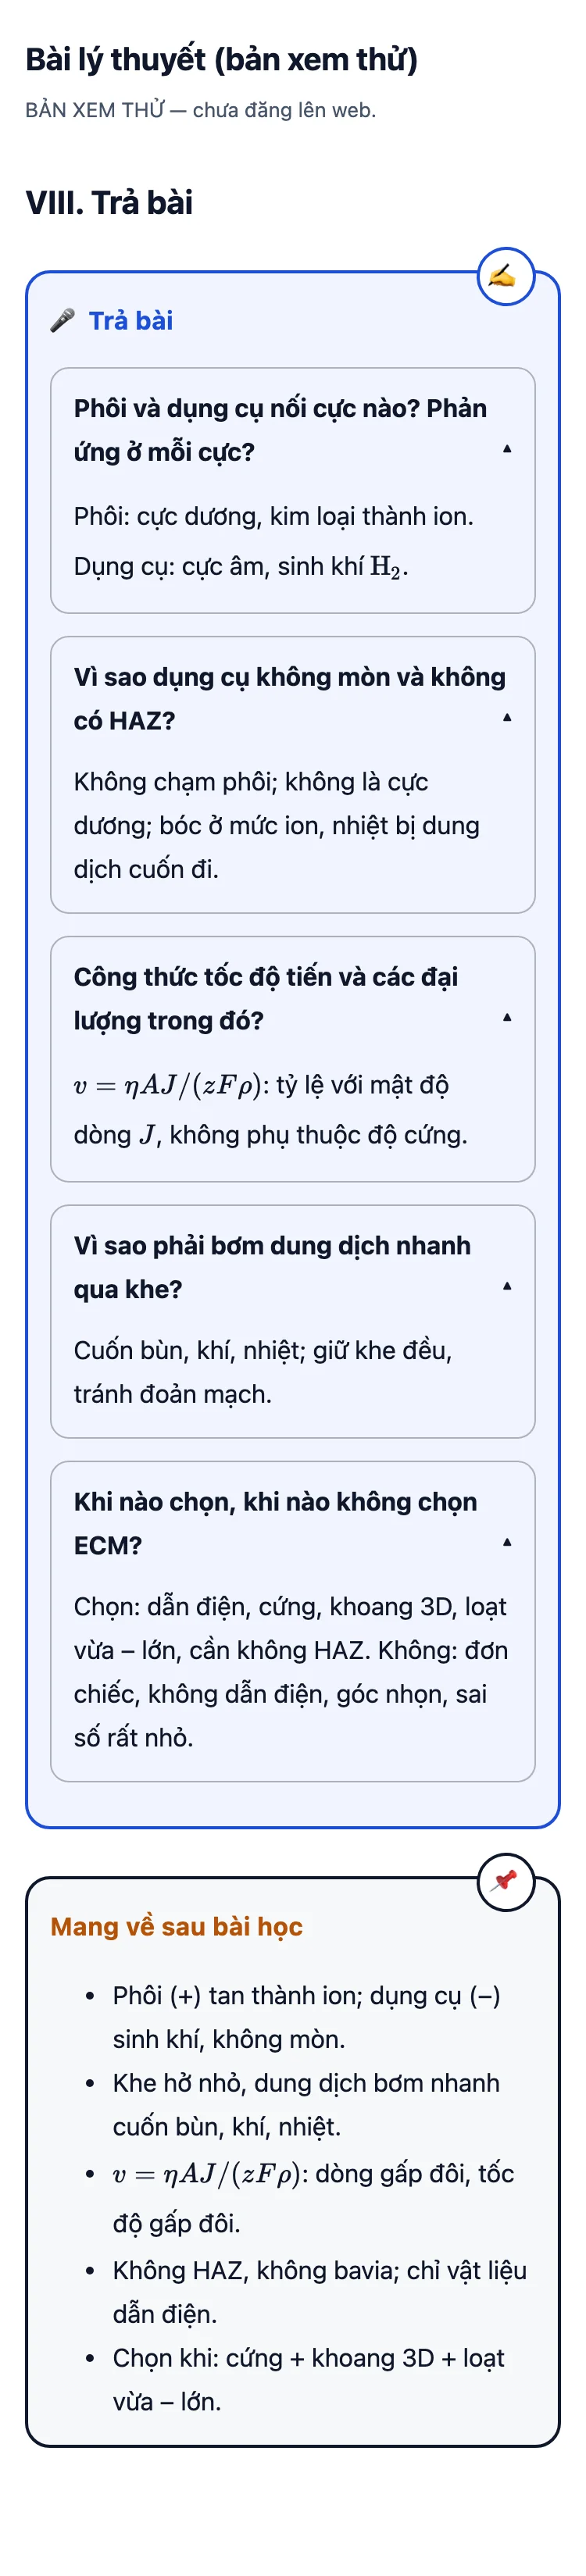 Bài lý thuyết (bản xem thử)
BẢN XEM THỬ — chưa đăng lên web.
VIII. Trả bài
Trả bài
Phôi và dụng cụ nối cực nào? Phản
ứng ở mỗi cực?
Phôi: cực dương, kim loại thành ion.
Dụng cụ: cực âm, sinh khí H₂.
Vì sao dụng cụ không mòn và không
có HAZ?
Không chạm phôi; không là cực
dương; bóc ở mức ion, nhiệt bị dung
dịch cuốn đi.
Công thức tốc độ tiến và các đại
lượng trong đó?
v = ηAJ/(zFρ): tỷ lệ với mật độ
dòng J, không phụ thuộc độ cứng.
Vì sao phải bơm dung dịch nhanh
qua khe?
Cuốn bùn, khí, nhiệt; giữ khe đều,
tránh đoản mạch.
Khi nào chọn, khi nào không chọn
ECM?
Chọn: dẫn điện, cứng, khoang 3D, loạt
vừa – lớn, cần không HAZ. Không: đơn
chiếc, không dẫn điện, góc nhọn, sai
số rất nhỏ.
Mang về sau bài học
• Phôi (+) tan thành ion; dụng cụ (–)
sinh khí, không mòn.
• Khe hở nhỏ, dung dịch bơm nhanh
cuốn bùn, khí, nhiệt.
• v = ηAJ/(zFρ): dòng gấp đôi, tốc
độ gấp đôi.
• Không HAZ, không bavia; chỉ vật liệu
dẫn điện.
• Chọn khi: cứng + khoang 3D + loạt
vừa – lớn.